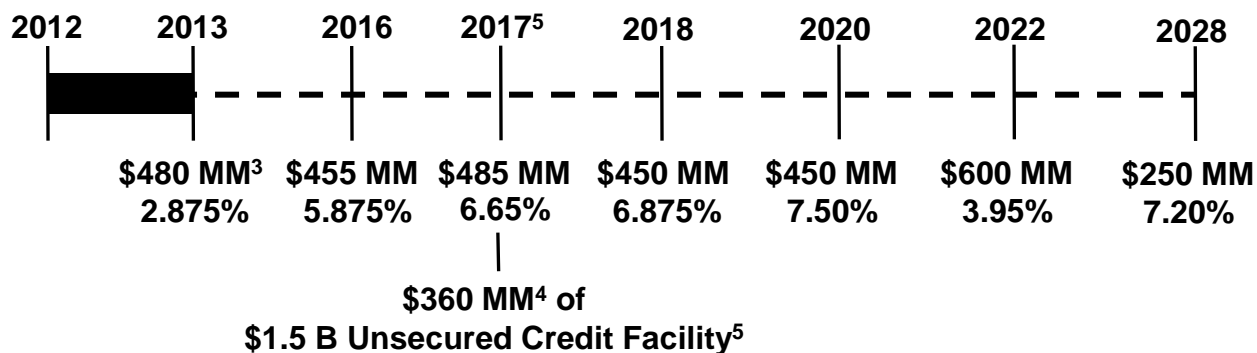 2012 2013 2016 2017⁵ 2018 2020 2022 2028
$480 MM³ $455 MM $485 MM $450 MM $450 MM $600 MM $250 MM
2.875% 5.875% 6.65% 6.875% 7.50% 3.95% 7.20%
$360 MM⁴ of
$1.5 B Unsecured Credit Facility⁵